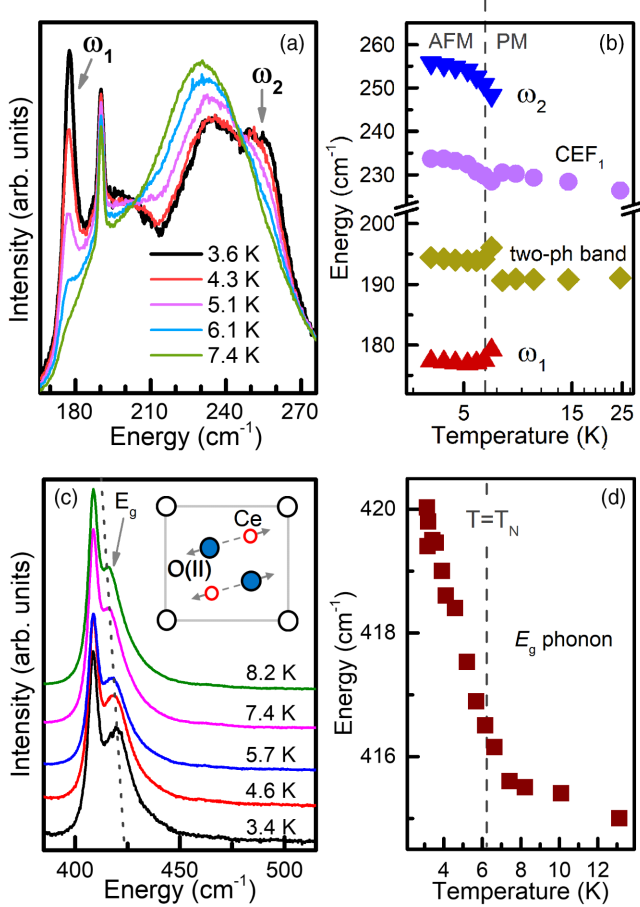 (a)
ω1
ω2
3.6 K
4.3 K
5.1 K
6.1 K
7.4 K
Intensity (arb. units)
180 210 240 270
Energy (cm-1)
AFM PM
(b)
ω2
CEF1
two-ph band
ω1
260
250
240
230
200
190
180
Energy (cm-1)
5 15 25
Temperature (K)
(c)
Eg
Ce
O(II)
8.2 K
7.4 K
5.7 K
4.6 K
3.4 K
Intensity (arb. units)
400 450 500
Energy (cm-1)
(d)
T=TN
Eg phonon
420
418
416
Energy (cm-1)
4 6 8 10 12
Temperature (K)